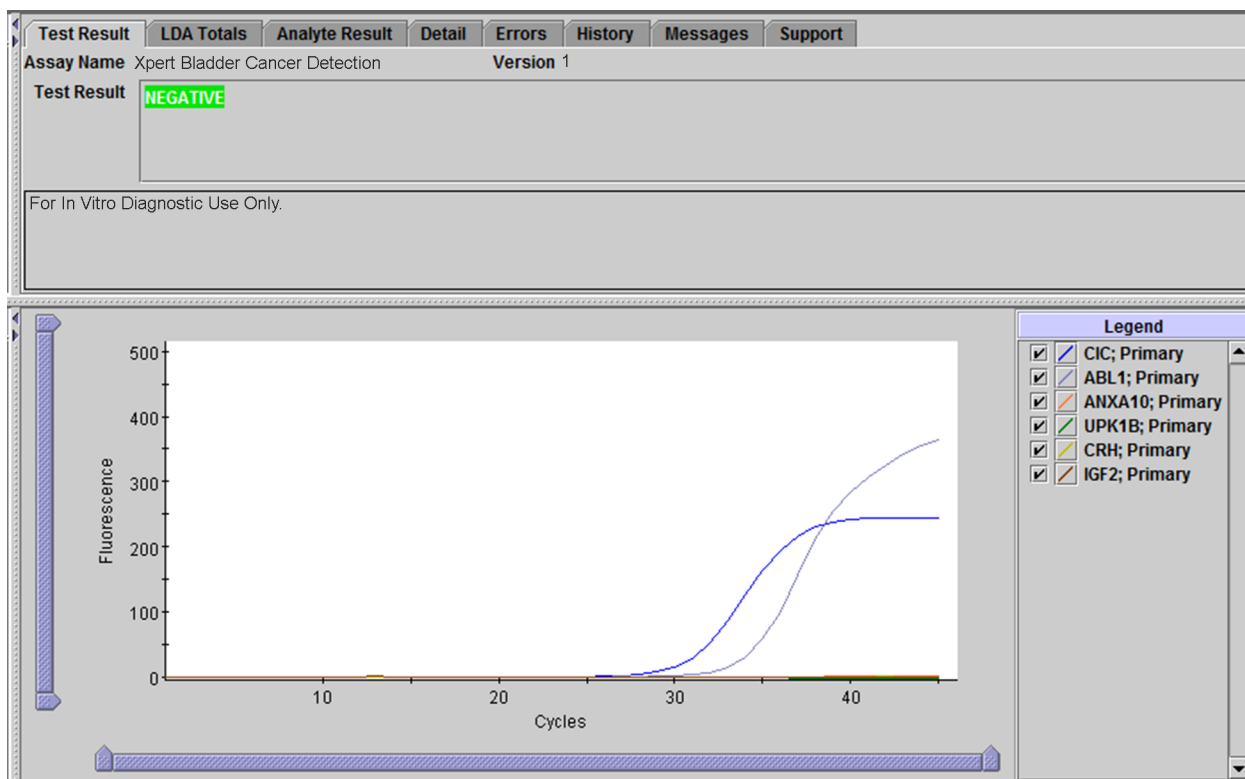 Test Result LDA Totals Analyte Result Detail Errors History Messages Support
Assay Name Xpert Bladder Cancer Detection Version 1
Test Result NEGATIVE
For In Vitro Diagnostic Use Only.
Legend
CIC; Primary
ABL1; Primary
ANXA10; Primary
UPK1B; Primary
CRH; Primary
IGF2; Primary
Fluorescence
500
400
300
200
100
0
10 20 30 40
Cycles